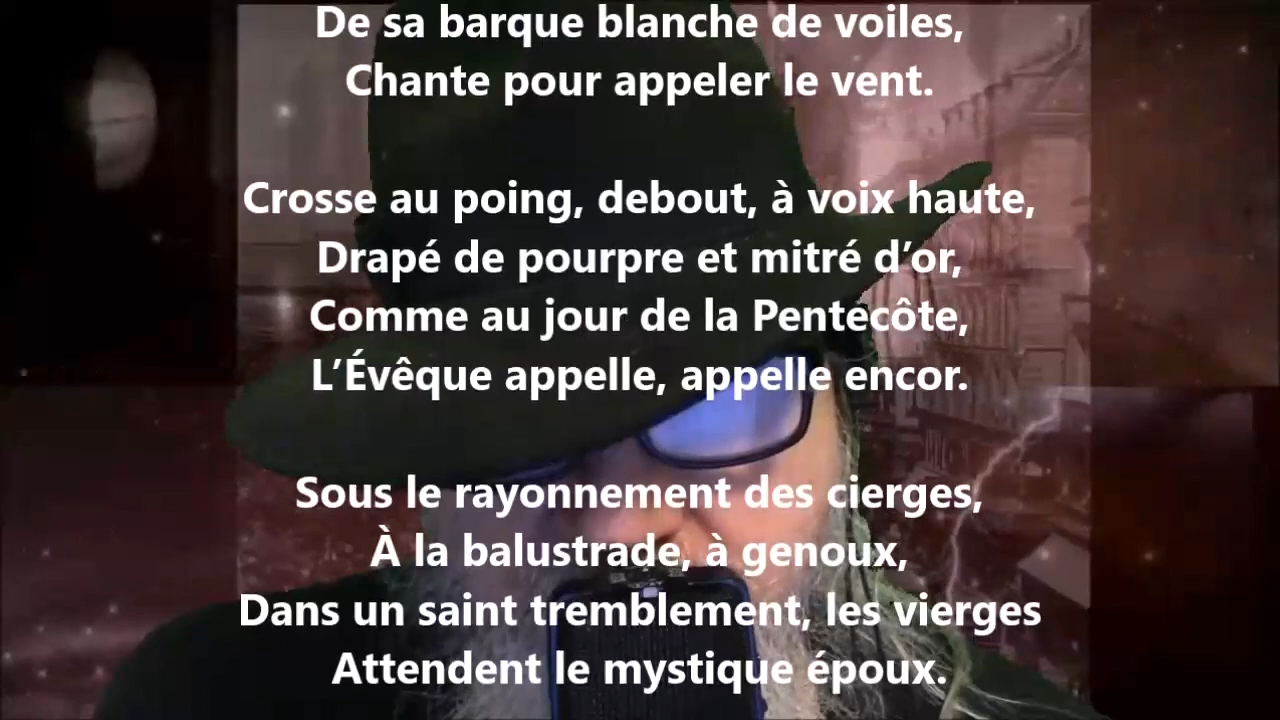 De sa barque blanche de voiles,
Chante pour appeler le vent.
Crosse au poing, debout, à voix haute,
Drapé de pourpre et mitré d’or,
Comme au jour de la Pentecôte,
L’Évêque appelle, appelle encor.
Sous le rayonnement des cierges,
À la balustrade, à genoux,
Dans un saint tremblement, les vierges
Attendent le mystique époux.